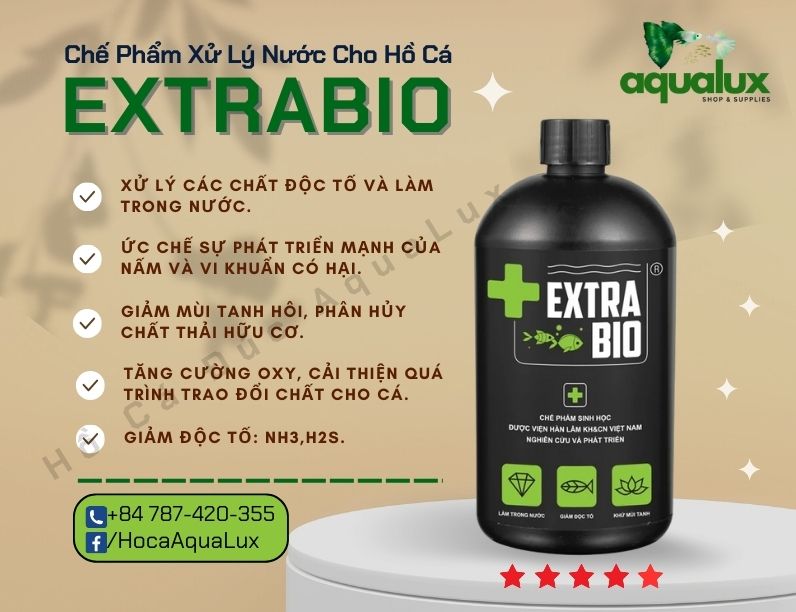 Chế Phẩm Xử Lý Nước Cho Hồ Cá
EXTRABIO
aqualux
SHOP & SUPPLIES
XỬ LÝ CÁC CHẤT ĐỘC TỐ VÀ LÀM
TRONG NƯỚC.
ỨC CHẾ SỰ PHÁT TRIỂN MẠNH CỦA
NẤM VÀ VI KHUẨN CÓ HẠI.
GIẢM MÙI TANH HÔI, PHÂN HỦY
CHẤT THẢI HỮU CƠ.
TĂNG CƯỜNG OXY, CẢI THIỆN QUÁ
TRÌNH TRAO ĐỔI CHẤT CHO CÁ.
GIẢM ĐỘC TỐ: NH3,H2S.
+84 787-420-355
/HocaAquaLux
EXTRA
BIO
®
CHẾ PHẨM SINH HỌC
ĐƯỢC VIỆN HÀN LÂM KH&CN VIỆT NAM
NGHIÊN CỨU VÀ PHÁT TRIỂN
LÀM TRONG NƯỚC
GIẢM ĐỘC TỐ
KHỬ MÙI TANH